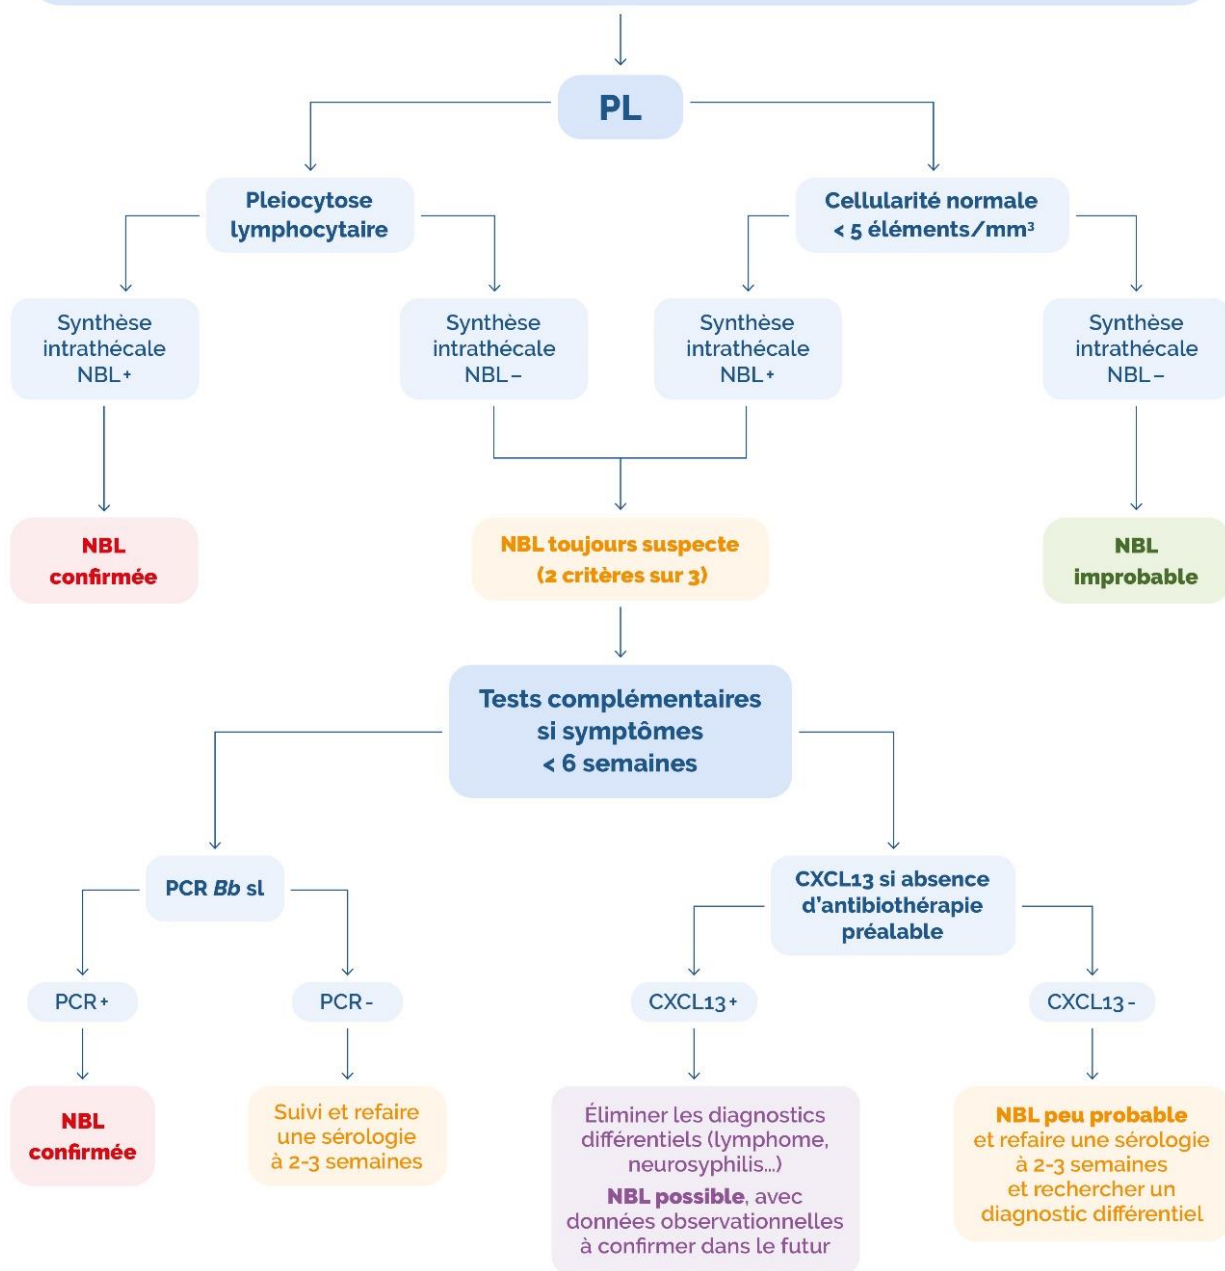 PL
Pleiocytose
lymphocytaire
Cellularité normale
< 5 éléments/mm³
Synthèse
intrathécale
NBL+
Synthèse
intrathécale
NBL–
Synthèse
intrathécale
NBL+
Synthèse
intrathécale
NBL–
NBL
confirmée
NBL toujours suspecte
(2 critères sur 3)
NBL
improbable
Tests complémentaires
si symptômes
< 6 semaines
PCR Bb sl
CXCL13 si absence
d'antibiothérapie
préalable
PCR+
PCR-
CXCL13+
CXCL13-
NBL
confirmée
Suivi et refaire
une sérologie
à 2-3 semaines
Éliminer les diagnostics
différentiels (lymphome,
neurosyphilis...)
NBL possible, avec
données observationnelles
à confirmer dans le futur
NBL peu probable
et refaire une sérologie
à 2-3 semaines
et rechercher un
diagnostic différentiel